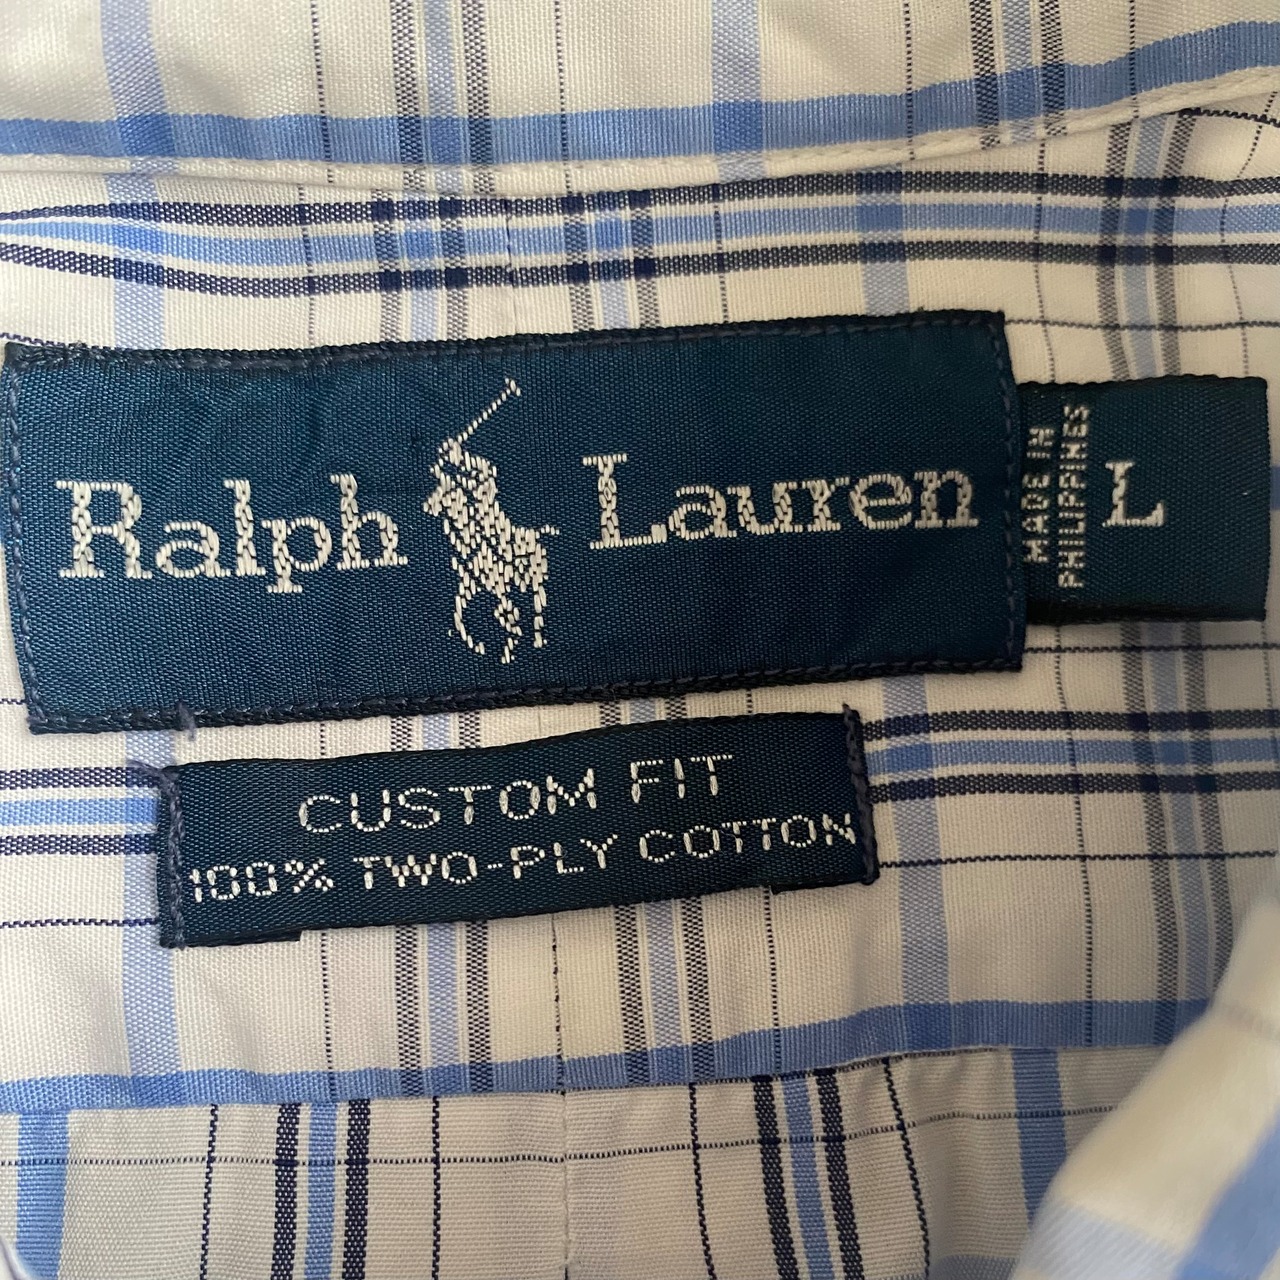 Ralph Lauren
MADE IN
PHILIPPINES
L
CUSTOM FIT
100% TWO-PLY COTTON